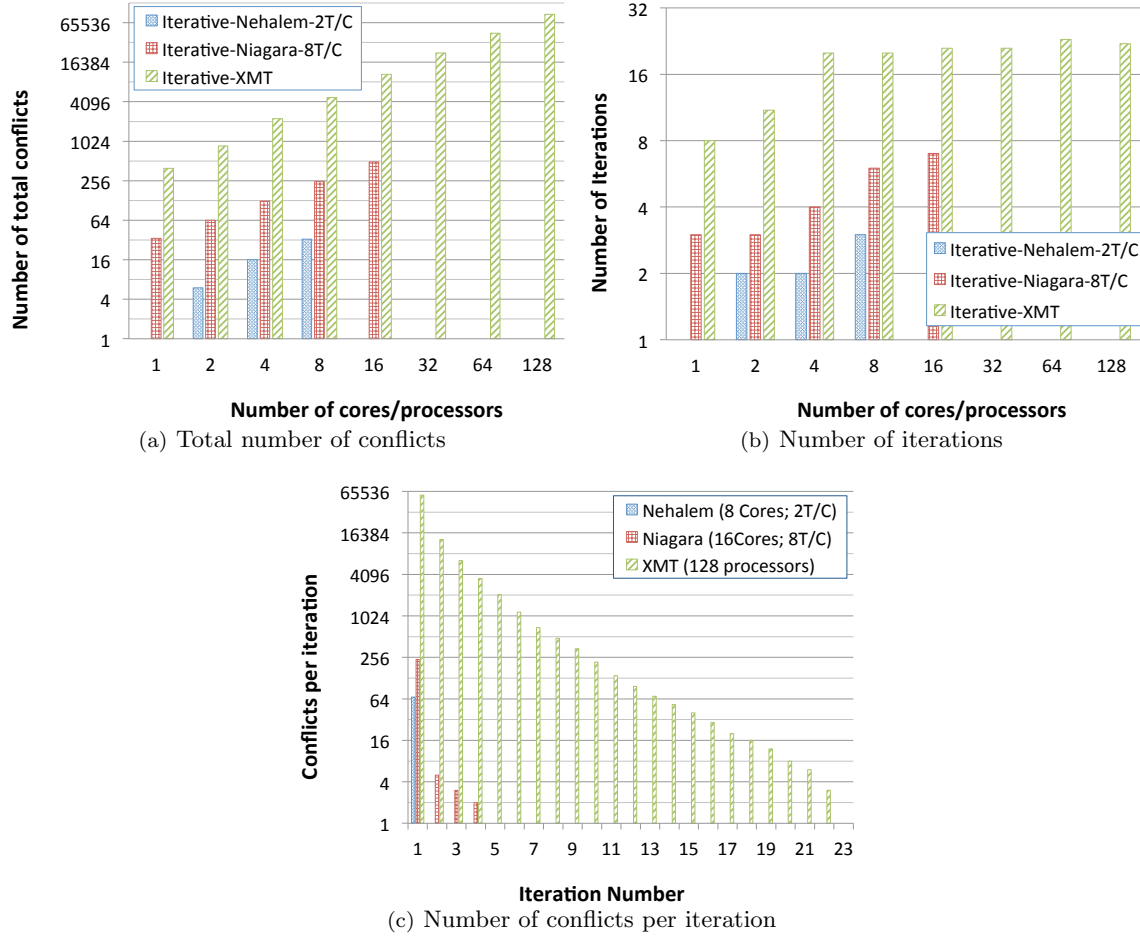 65536
16384
4096
1024
256
64
16
4
1
Number of total conflicts
Iterative-Nehalem-2T/C
Iterative-Niagara-8T/C
Iterative-XMT
1 2 4 8 16 32 64 128
Number of cores/processors
(a) Total number of conflicts
32
16
8
4
2
1
Number of Iterations
Iterative-Nehalem-2T/C
Iterative-Niagara-8T/C
Iterative-XMT
1 2 4 8 16 32 64 128
Number of cores/processors
(b) Number of iterations
65536
16384
4096
1024
256
64
16
4
1
Conflicts per iteration
Nehalem (8 Cores; 2T/C)
Niagara (16Cores; 8T/C)
XMT (128 processors)
1 3 5 7 9 11 13 15 17 19 21 23
Iteration Number
(c) Number of conflicts per iteration